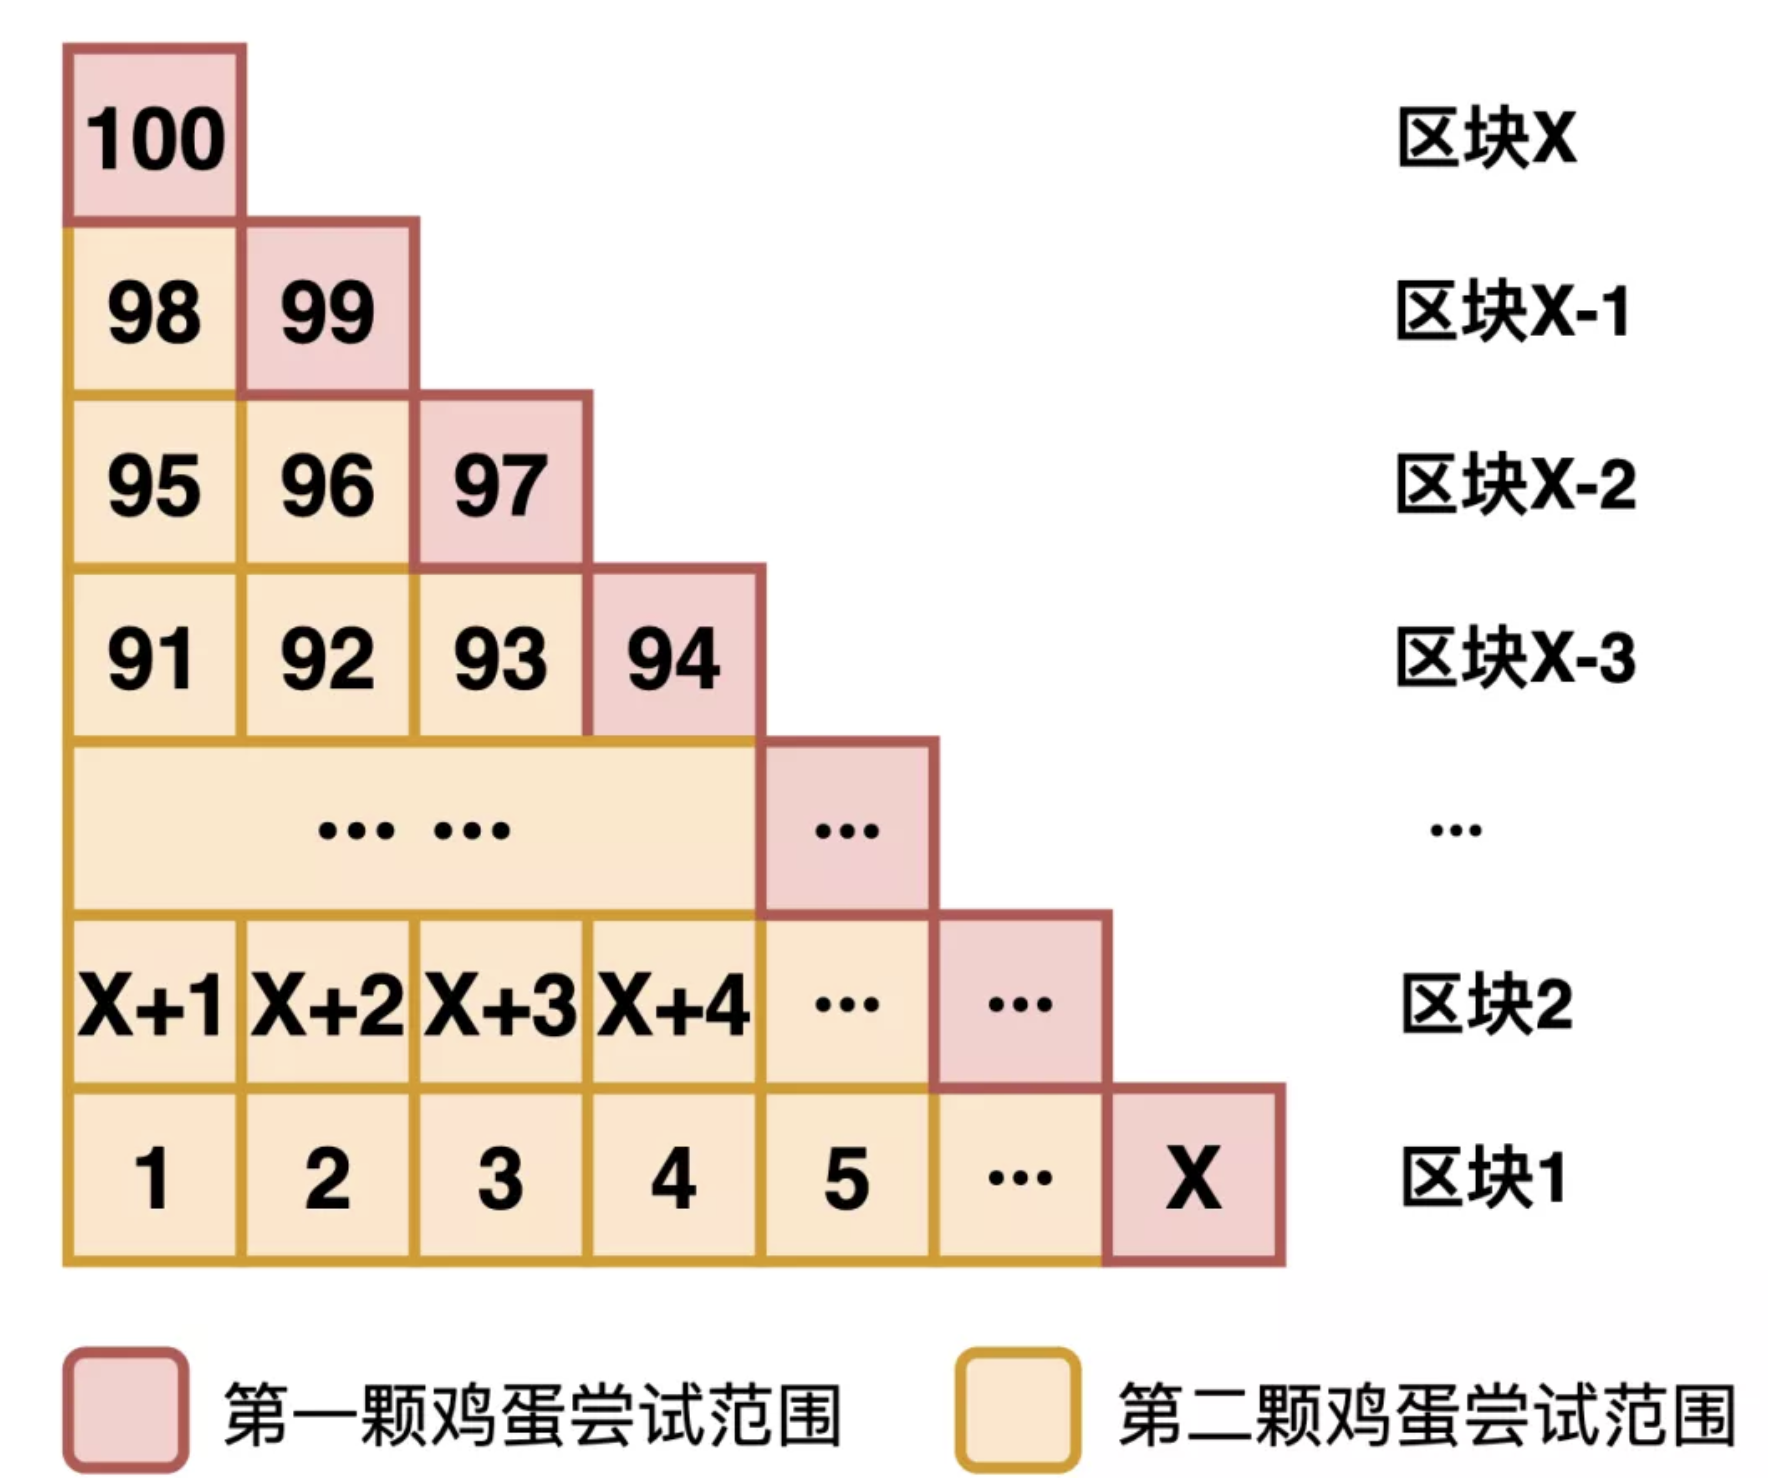 100 区块X
98 99 区块X-1
95 96 97 区块X-2
91 92 93 94 区块X-3
... ... ... ...
X+1 X+2 X+3 X+4 ... ... 区块2
1 2 3 4 5 ... X 区块1
第一颗鸡蛋尝试范围 第二颗鸡蛋尝试范围